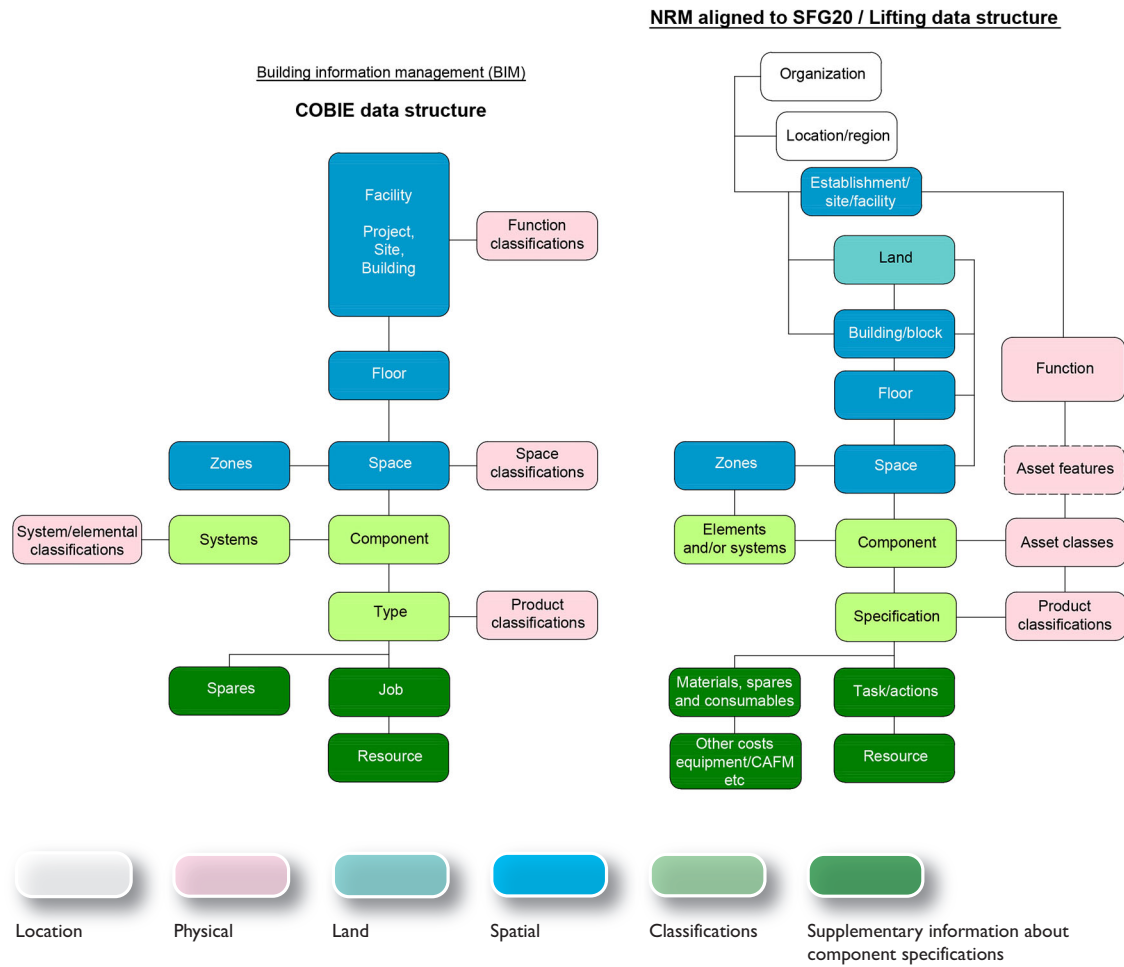 NRM aligned to SFG20 / Lifting data structure
Building information management (BIM)
COBIE data structure
Facility
Project,
Site,
Building
Function
classifications
Floor
Zones
Space
Space
classifications
System/elemental
classifications
Systems
Component
Type
Product
classifications
Spares
Job
Resource
Organization
Location/region
Establishment/
site/facility
Land
Building/block
Function
Floor
Zones
Space
Asset features
Elements
and/or systems
Component
Asset classes
Specification
Product
classifications
Materials, spares
and consumables
Task/actions
Other costs
equipment/CAFM
etc
Resource
Location
Physical
Land
Spatial
Classifications
Supplementary information about
component specifications